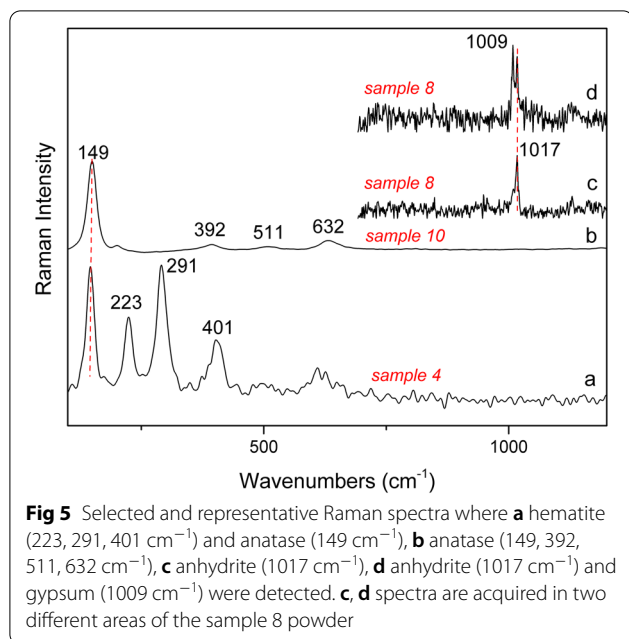 1009
sample 8
d
149
1017
sample 8
c
392
511
632
sample 10
b
291
223
401
sample 4
a
Raman Intensity
500
1000
Wavenumbers (cm⁻¹)
Fig 5 Selected and representative Raman spectra where a hematite
(223, 291, 401 cm⁻¹) and anatase (149 cm⁻¹), b anatase (149, 392,
511, 632 cm⁻¹), c anhydrite (1017 cm⁻¹), d anhydrite (1017 cm⁻¹) and
gypsum (1009 cm⁻¹) were detected. c, d spectra are acquired in two
different areas of the sample 8 powder